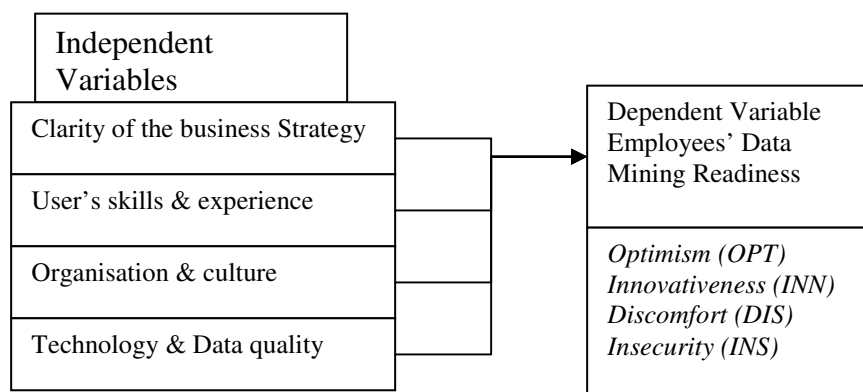 Independent
Variables
Clarity of the business Strategy
User’s skills & experience
Organisation & culture
Technology & Data quality
Dependent Variable
Employees’ Data
Mining Readiness
Optimism (OPT)
Innovativeness (INN)
Discomfort (DIS)
Insecurity (INS)